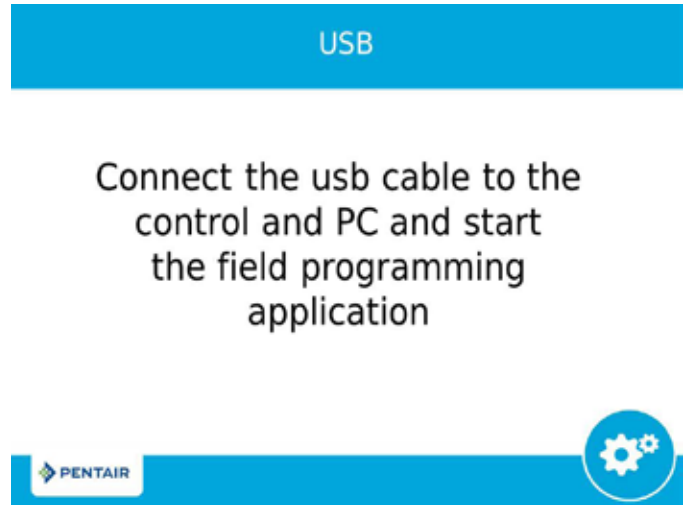 USB
Connect the usb cable to the
control and PC and start
the field programming
application
PENTAIR